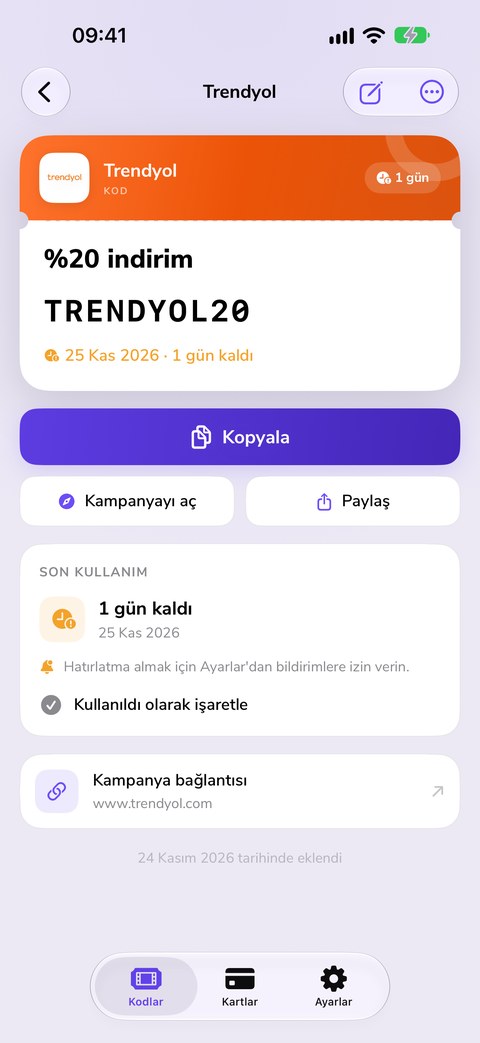 09:41
Trendyol
trendyol
Trendyol
KOD
1 gün
%20 indirim
TRENDYOL20
25 Kas 2026 · 1 gün kaldı
Kopyala
Kampanyayı aç
Paylaş
SON KULLANIM
1 gün kaldı
25 Kas 2026
Hatırlatma almak için Ayarlar'dan bildirimlere izin verin.
Kullanıldı olarak işaretle
Kampanya bağlantısı
www.trendyol.com
24 Kasım 2026 tarihinde eklendi
Kodlar
Kartlar
Ayarlar